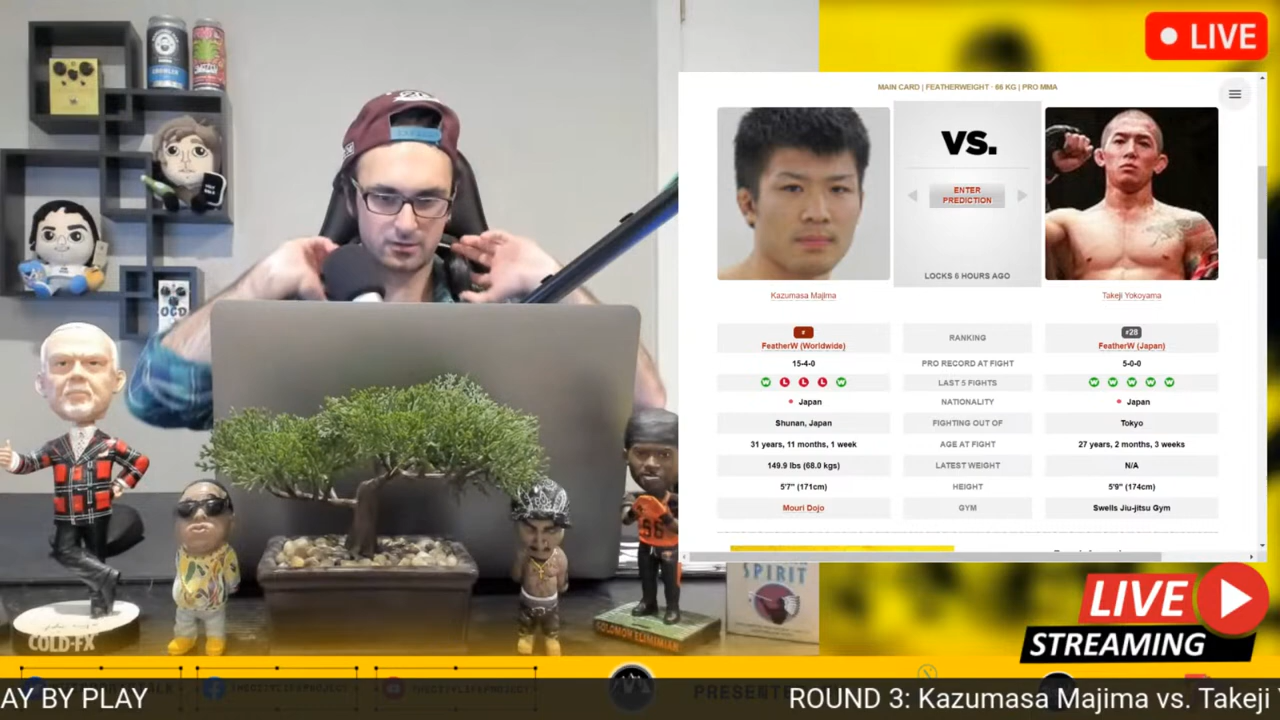 LIVE
MAIN CARD | FEATHERWEIGHT · 66 KG | PRO MMA
VS.
ENTER
PREDICTION
LOCKS 6 HOURS AGO
Kazumasa Majima
Takeji Yokoyama
#28
FeatherW (Worldwide)
RANKING
FeatherW (Japan)
15-4-0
PRO RECORD AT FIGHT
5-0-0
W L L L W
LAST 5 FIGHTS
W W W W W
Japan
NATIONALITY
Japan
Shunan, Japan
FIGHTING OUT OF
Tokyo
31 years, 11 months, 1 week
AGE AT FIGHT
27 years, 2 months, 3 weeks
149.9 lbs (68.0 kgs)
LATEST WEIGHT
N/A
5'7" (171cm)
HEIGHT
5'9" (174cm)
Mouri Dojo
GYM
Swells Jiu-jitsu Gym
OCD
COLD-FX
SOLOMON ELIMIMIAN
SPIRIT
LIVE
STREAMING
AY BY PLAY
ROUND 3: Kazumasa Majima vs. Takeji